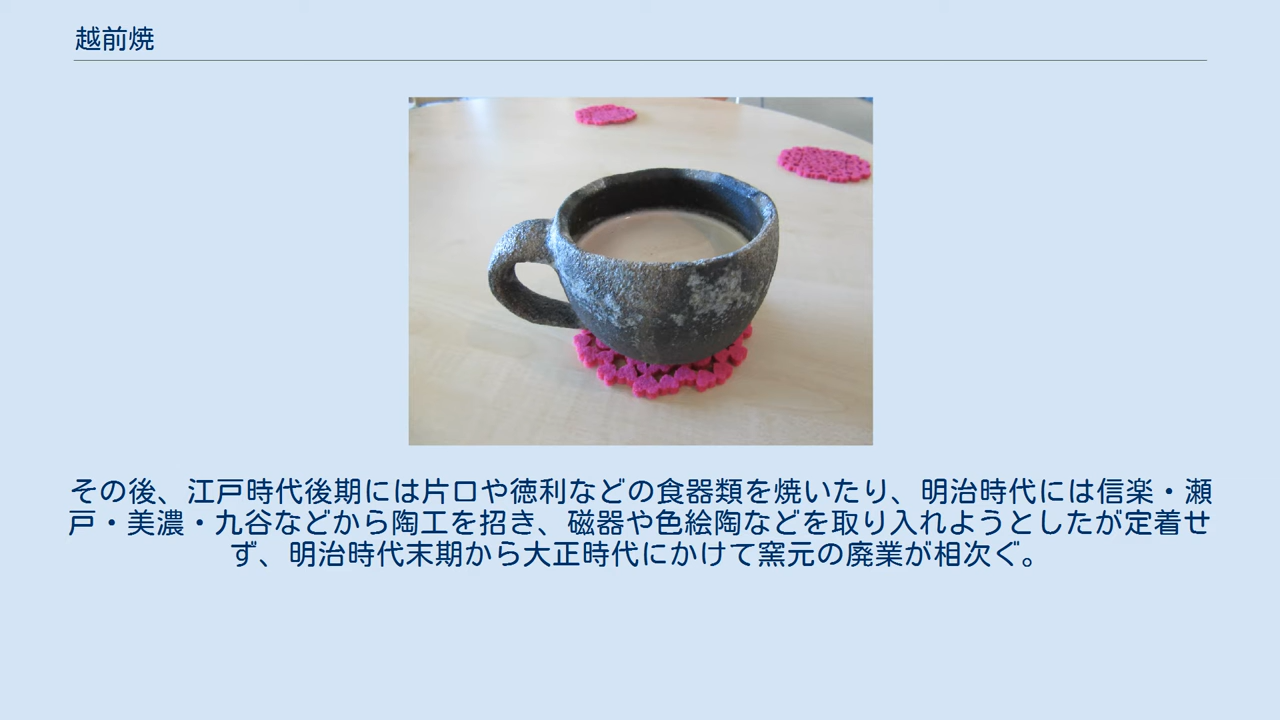 越前焼
その後、江戸時代後期には片口や徳利などの食器類を焼いたり、明治時代には信楽・瀬
戸・美濃・九谷などから陶工を招き、磁器や色絵陶などを取り入れようとしたが定着せ
ず、明治時代末期から大正時代にかけて窯元の廃業が相次ぐ。